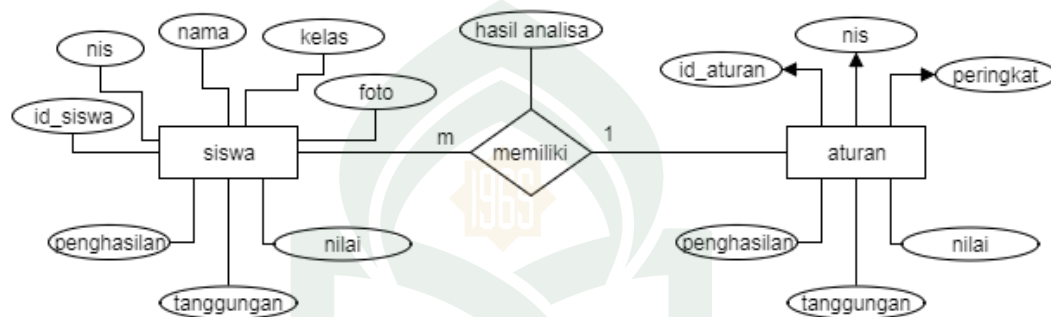 nama
hasil analisa
nis
nis
kelas
id_aturan
peringkat
foto
id_siswa
m
1
siswa
memiliki
aturan
1969
penghasilan
nilai
penghasilan
nilai
tanggungan
tanggungan